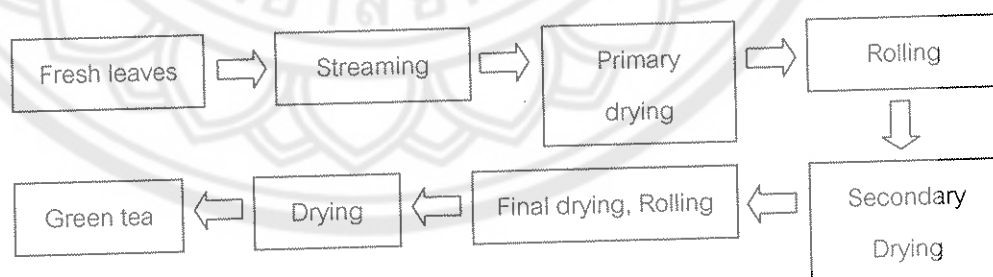 Fresh leaves
Streaming
Primary
drying
Rolling
Secondary
Drying
Final drying, Rolling
Drying
Green tea